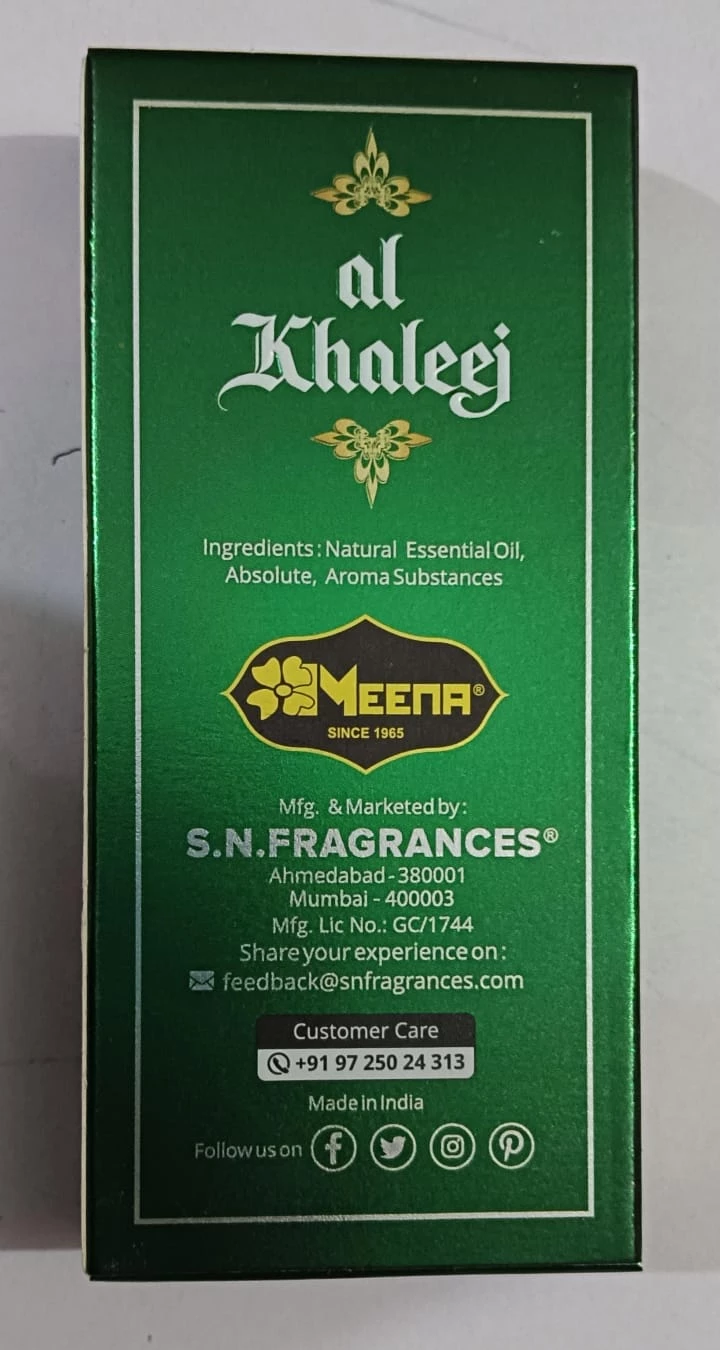 al
Khaleej
Ingredients : Natural Essential Oil,
Absolute, Aroma Substances
MEENA®
SINCE 1965
Mfg. & Marketed by :
S.N.FRAGRANCES®
Ahmedabad - 380001
Mumbai - 400003
Mfg. Lic No.: GC/1744
Share your experience on :
feedback@snfragrances.com
Customer Care
+91 97 250 24 313
Made in India
Follow us on